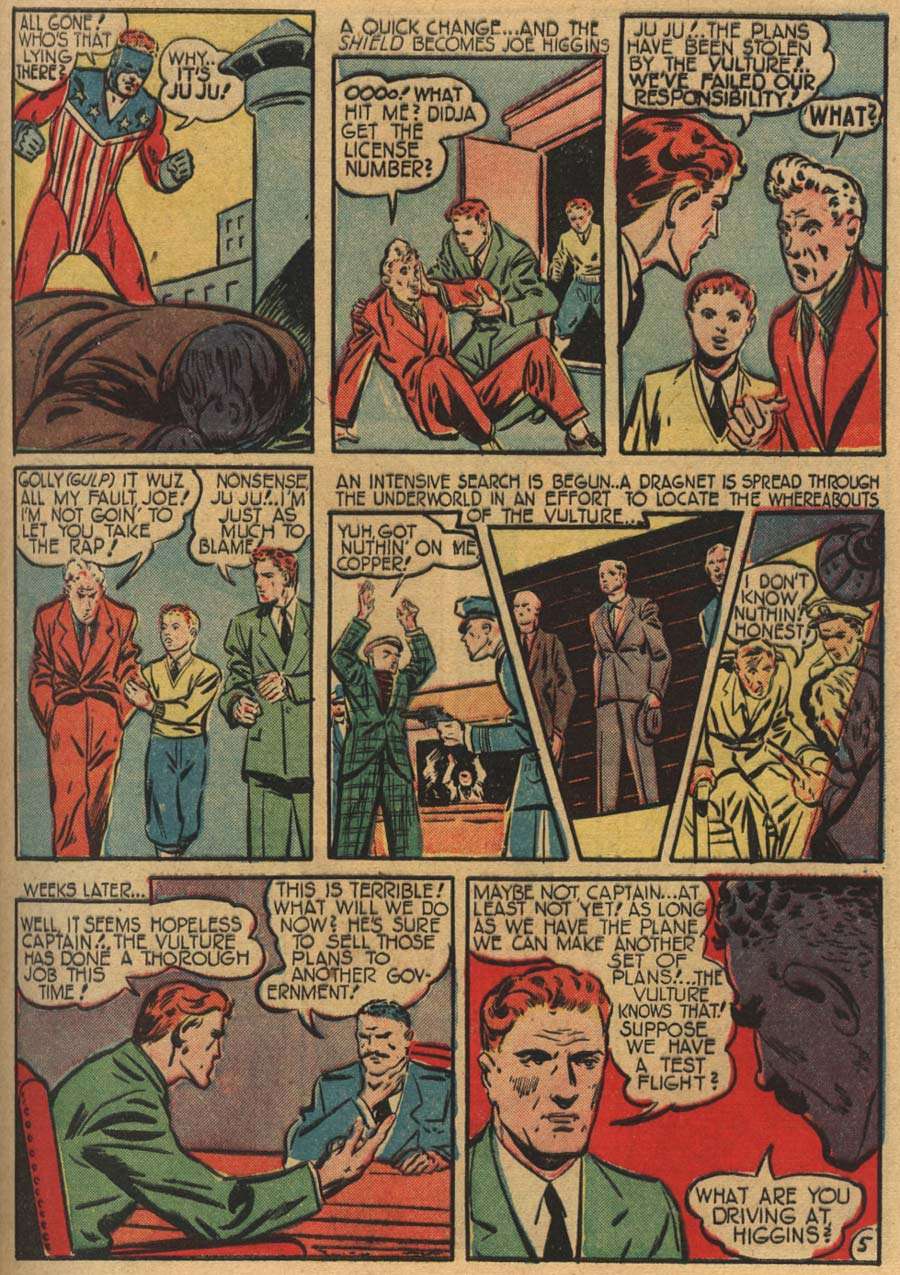 ALL GONE!
WHO'S THAT
LYING
THERE?
WHY..
IT'S
JU JU!
A QUICK CHANGE...AND THE
SHIELD BECOMES JOE HIGGINS
OOOO! WHAT
HIT ME? DIDJA
GET THE
LICENSE
NUMBER?
JU JU!..THE PLANS
HAVE BEEN STOLEN
BY THE VULTURE!..
WE'VE FAILED OUR
RESPONSIBILITY!
WHAT?
GOLLY (GULP) IT WUZ
ALL MY FAULT, JOE!
I'M NOT GOIN' TO
LET YOU TAKE
THE RAP!
NONSENSE,
JU JU!..I'M
JUST AS
MUCH TO
BLAME!
AN INTENSIVE SEARCH IS BEGUN..A DRAGNET IS SPREAD THROUGH
THE UNDERWORLD IN AN EFFORT TO LOCATE THE WHEREABOUTS
OF THE VULTURE...
YUH GOT
NUTHIN' ON ME,
COPPER!
I DON'T
KNOW
NUTHIN'!
HONEST!
WEEKS LATER...
WELL, IT SEEMS HOPELESS
CAPTAIN!..THE VULTURE
HAS DONE A THOROUGH
JOB THIS
TIME!
THIS IS TERRIBLE!
WHAT WILL WE DO
NOW? HE'S SURE
TO SELL THOSE
PLANS TO
ANOTHER GOV-
ERNMENT!
MAYBE NOT CAPTAIN...AT
LEAST NOT YET! AS LONG
AS WE HAVE THE PLANE,
WE CAN MAKE ANOTHER
SET OF
PLANS!...THE
VULTURE
KNOWS THAT!
SUPPOSE
WE HAVE
A TEST
FLIGHT?
WHAT ARE YOU
DRIVING AT,
HIGGINS?
5